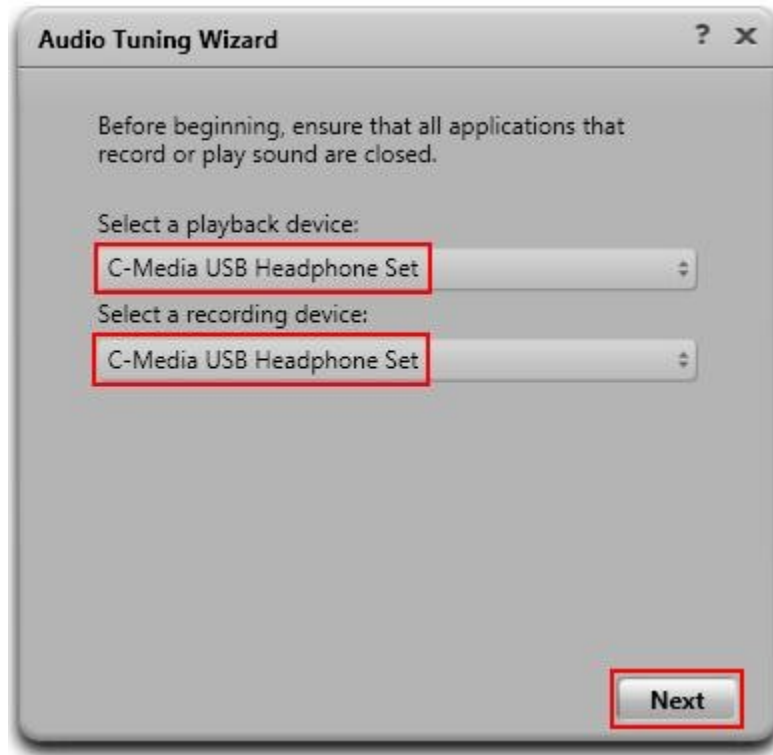 Audio Tuning Wizard ?
Before beginning, ensure that all applications that
record or play sound are closed.
Select a playback device:
C-Media USB Headphone Set
Select a recording device:
C-Media USB Headphone Set
Next